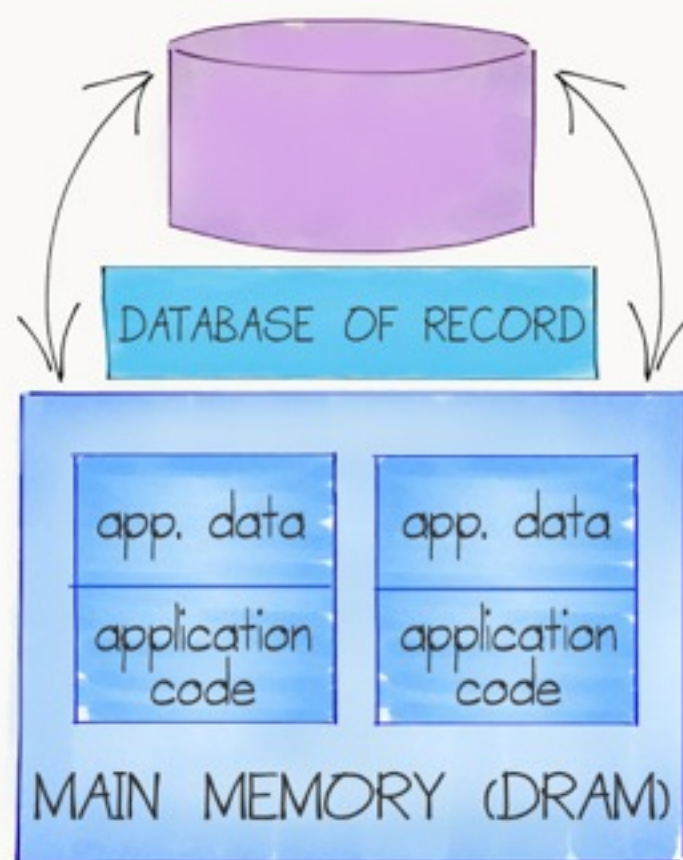 DATABASE OF RECORD
app. data
application
code
app. data
application
code
MAIN MEMORY (DRAM)